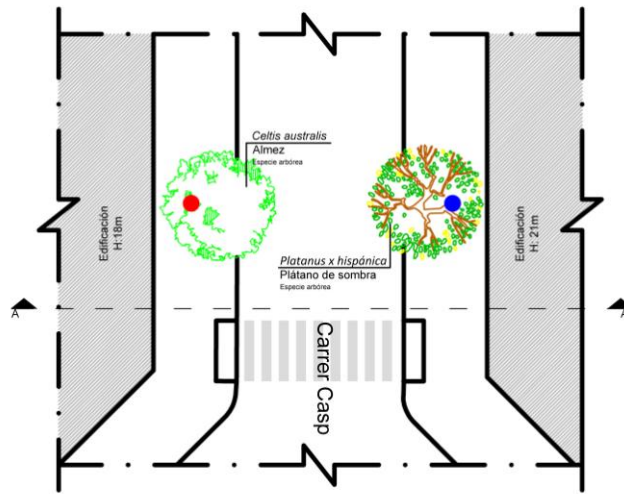 Celtis australis
Almez
Especie arbórea
Edificación
H:18m
Edificación
H: 21m
Platanus x hispánica
Plátano de sombra
Especie arbórea
A
A
Carrer Casp